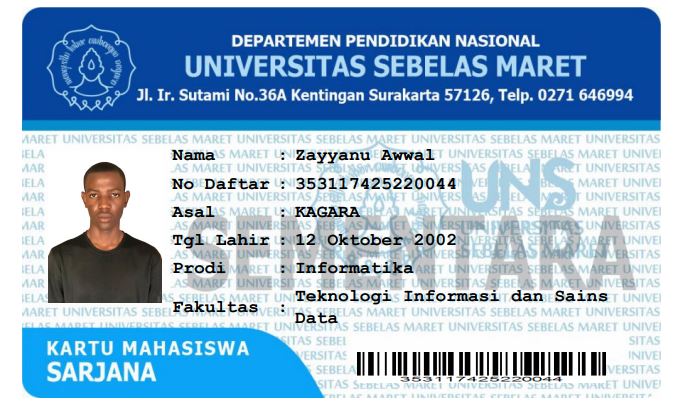 DEPARTEMEN PENDIDIKAN NASIONAL
UNIVERSITAS SEBELAS MARET
Jl. Ir. Sutami No.36A Kentingan Surakarta 57126, Telp. 0271 646994
Nama : Zayyanu Awwal
No Daftar : 353117425220044
Asal : KAGARA
Tgl Lahir : 12 Oktober 2002
Prodi : Informatika
Fakultas : Teknologi Informasi dan Sains
Data
UNS
SEMENTARA
KARTU MAHASISWA
SARJANA
353117425220044